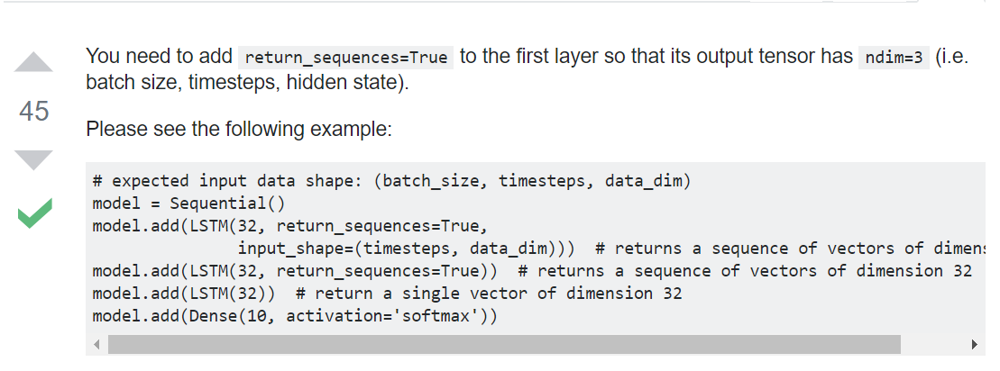 You need to add return_sequences=True to the first layer so that its output tensor has ndim=3 (i.e.
batch size, timesteps, hidden state).
45
Please see the following example:
# expected input data shape: (batch_size, timesteps, data_dim)
model = Sequential()
model.add(LSTM(32, return_sequences=True,
input_shape=(timesteps, data_dim))) # returns a sequence of vectors of
model.add(LSTM(32, return_sequences=True)) # returns a sequence of vectors of dimension 32
model.add(LSTM(32)) # return a single vector of dimension 32
model.add(Dense(10, activation='softmax'))